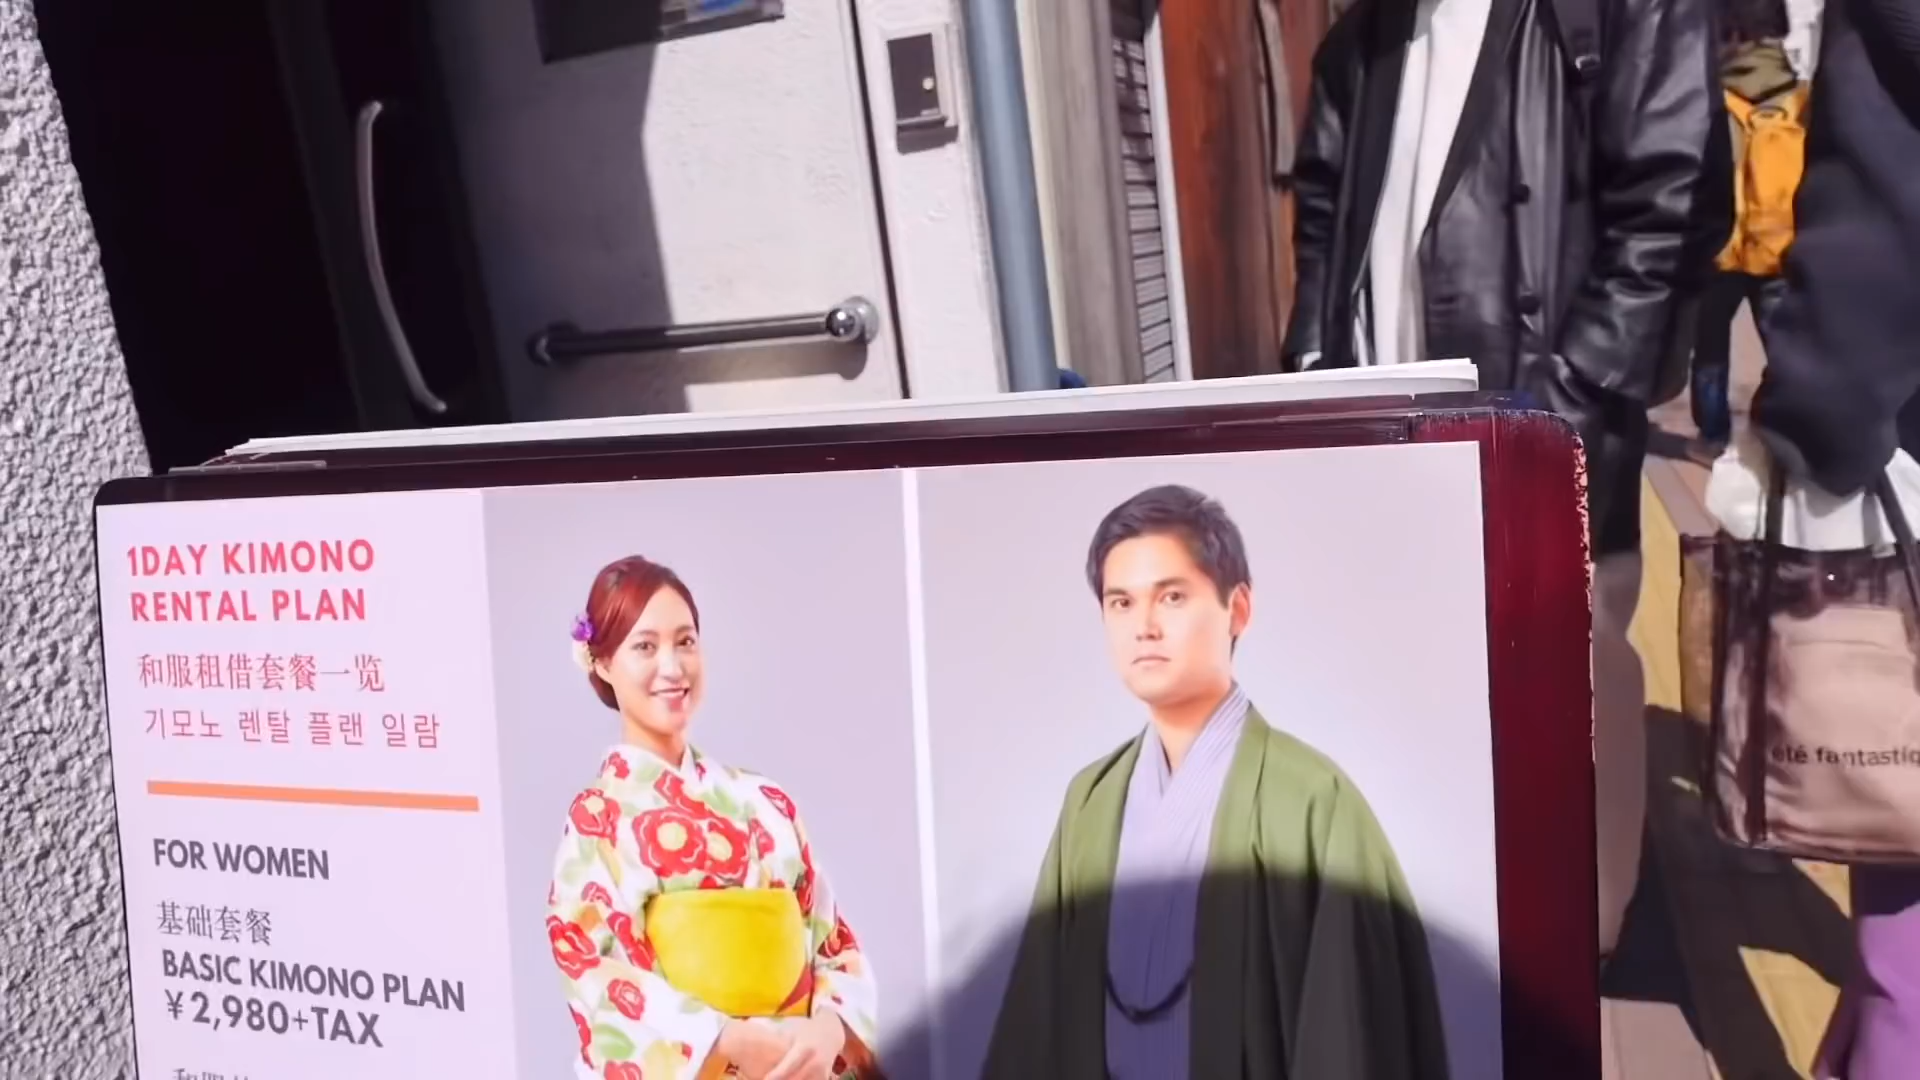 1DAY KIMONO
RENTAL PLAN
和服租借套餐一览
기모노 렌탈 플랜 일람
FOR WOMEN
基础套餐
BASIC KIMONO PLAN
¥2,980+TAX
été fantastiq